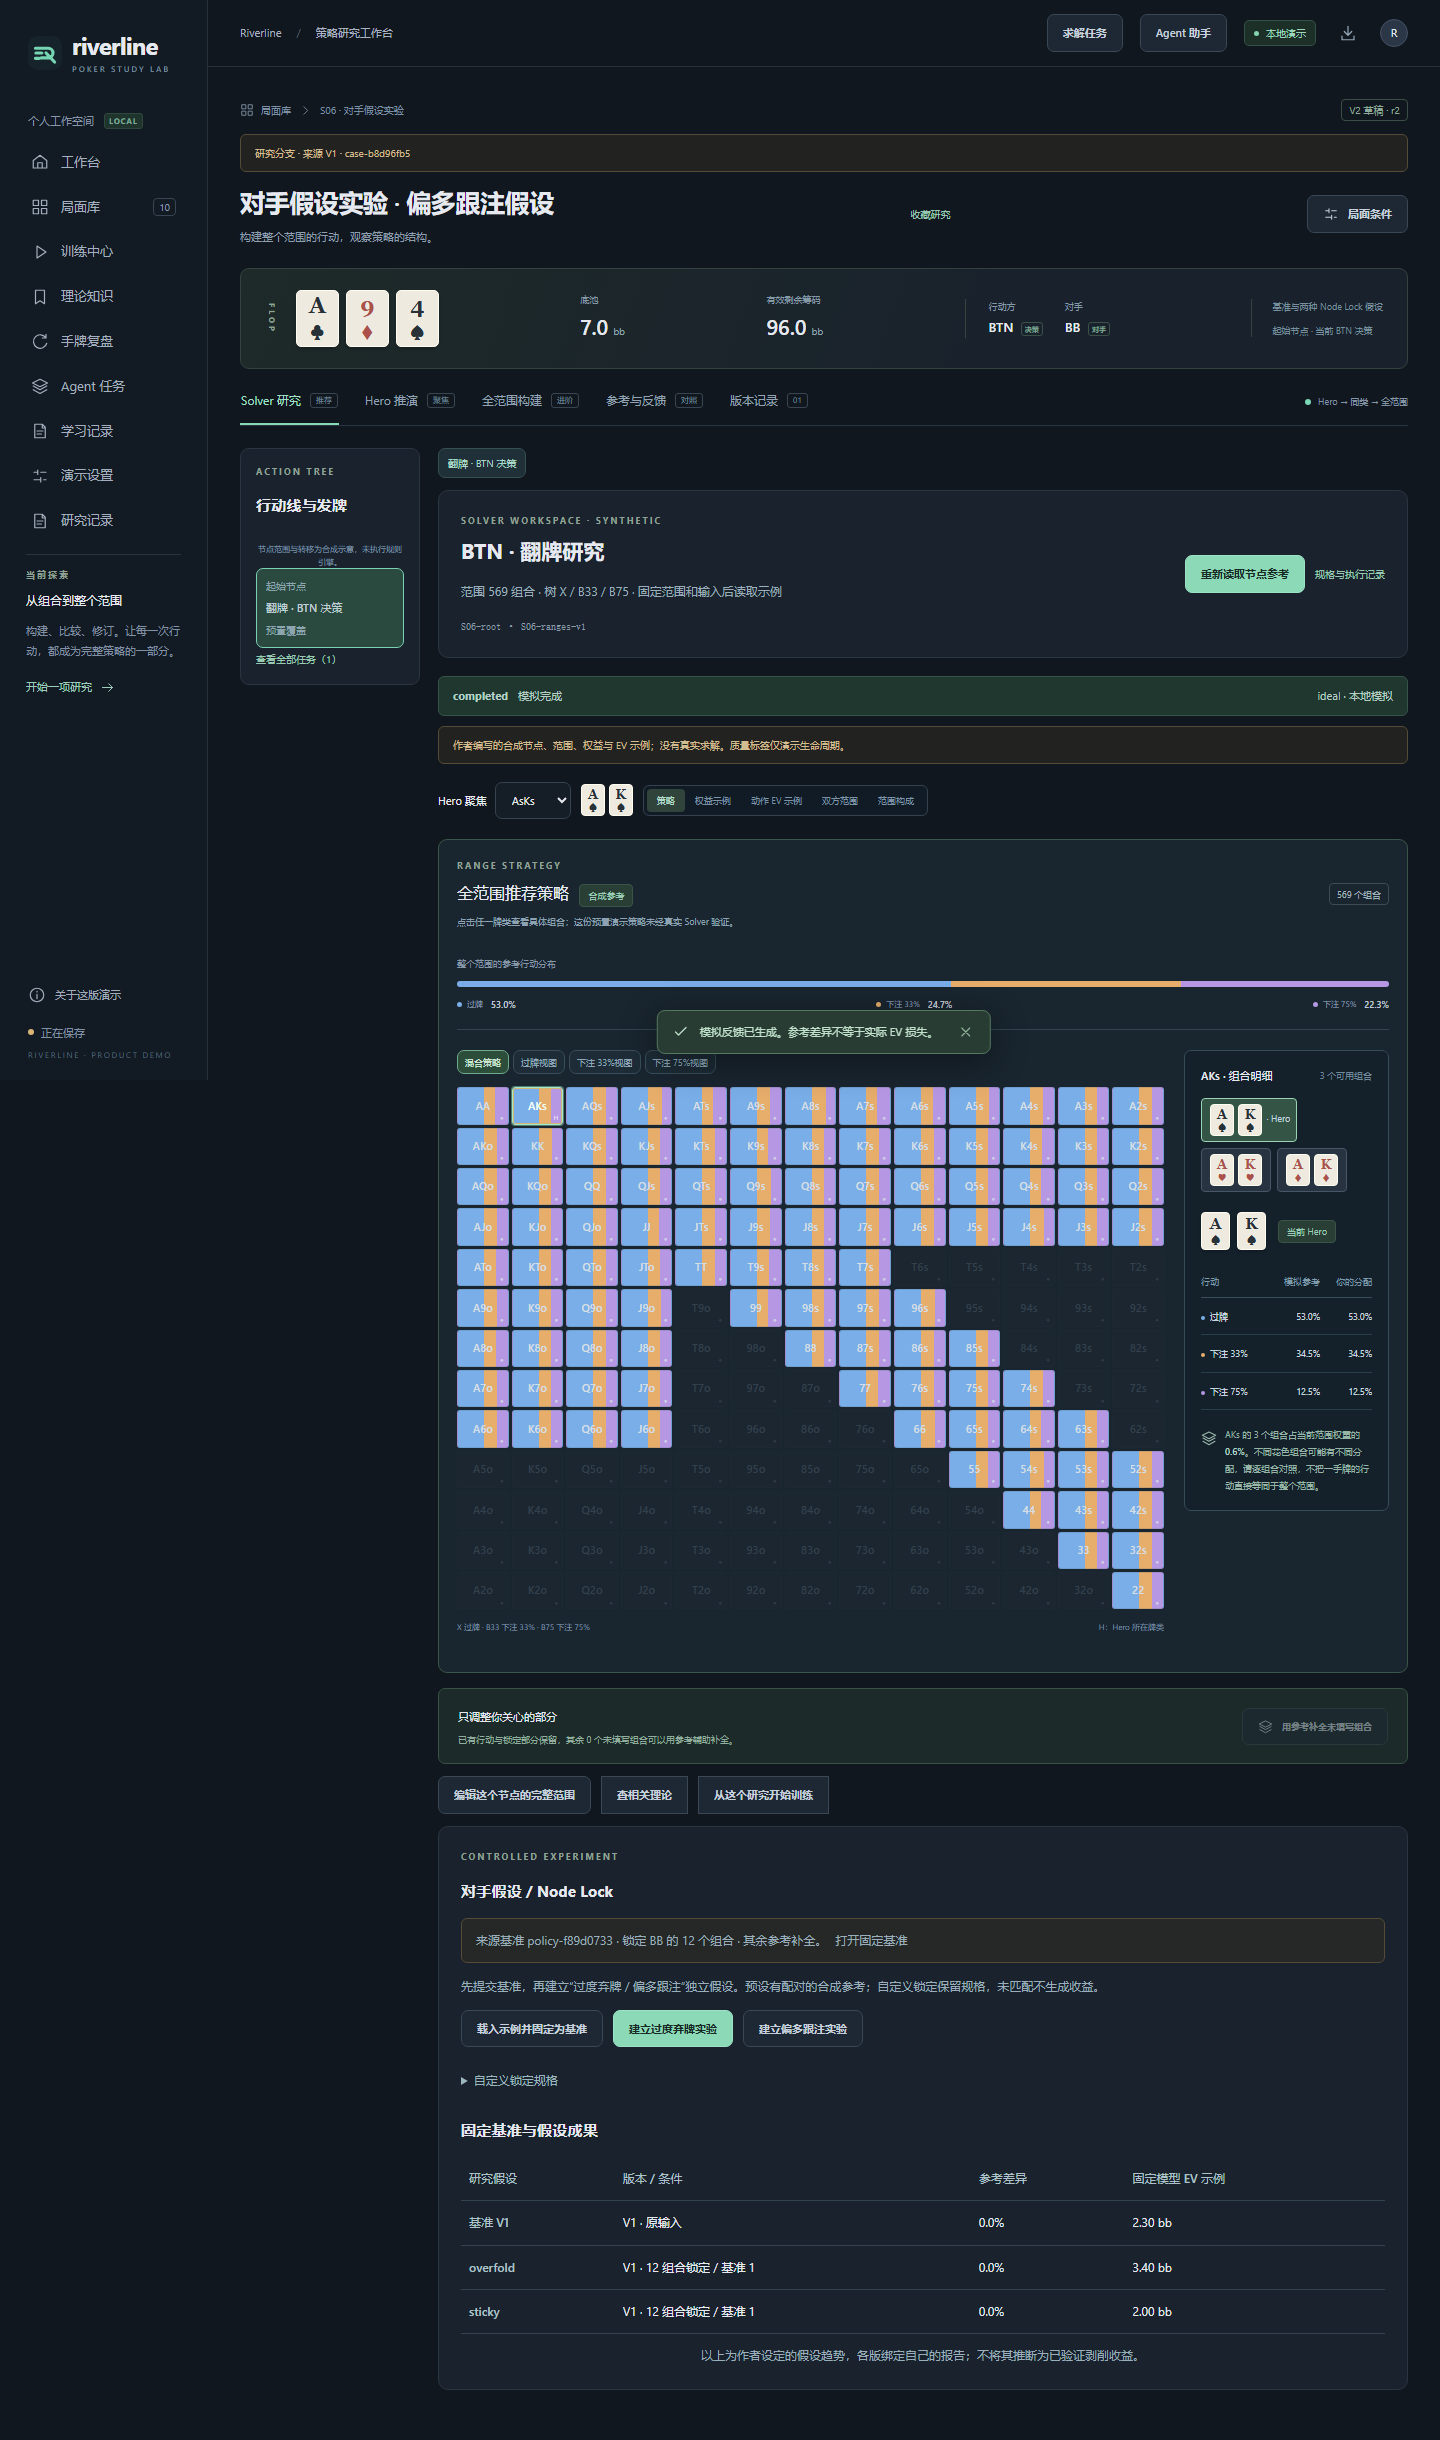 riverline
POKER STUDY LAB
个人工作空间 LOCAL
工作台
局面库 10
训练中心
理论知识
手牌复盘
Agent 任务
学习记录
演示设置
研究记录
当前探索
从组合到整个范围
构建、比较、修订。让每一次行
动，都成为完整策略的一部分。
开始一项研究 →
关于这版演示
正在保存
RIVERLINE · PRODUCT DEMO
Riverline / 策略研究工作台
求解任务 Agent 助手 本地演示 R
局面库 > S06 · 对手假设实验 V2 草稿 · r2
研究分支 · 来源 V1 · case-b8d96fb5
对手假设实验 · 偏多跟注假设
构建整个范围的行动，观察策略的结构。
收藏研究
局面条件
FLOP
A 9 4
底池
7.0 bb
有效剩余筹码
96.0 bb
行动方 对手
BTN 决策 BB 对手
基准与两种 Node Lock 假设
起始节点 · 当前 BTN 决策
Solver 研究 推荐 Hero 推演 聚焦 全范围构建 进阶 参考与反馈 对照 版本记录 01
Hero → 同类 → 全范围
ACTION TREE
行动线与发牌
节点范围与转移为合成示意，未执行规则
引擎。
起始节点
翻牌 · BTN 决策
预置覆盖
查看全部任务（1）
翻牌 · BTN 决策
SOLVER WORKSPACE · SYNTHETIC
BTN · 翻牌研究
范围 569 组合 · 树 X / B33 / B75 · 固定范围和输入后读取示例
S06-root • S06-ranges-v1
重新读取节点参考 规格与执行记录
completed 模拟完成 ideal · 本地模拟
作者编写的合成节点、范围、权益与 EV 示例；没有真实求解。质量标签仅演示生命周期。
Hero 聚焦 AsKs A K 策略 权益示例 动作 EV 示例 双方范围 范围构成
RANGE STRATEGY
全范围推荐策略 合成参考 569 个组合
点击任一牌类查看具体组合；这份预置演示策略未经真实 Solver 验证。
整个范围的参考行动分布
过牌 53.0% 下注 33% 24.7% 下注 75% 22.3%
模拟反馈已生成。参考差异不等于实际 EV 损失。
混合策略 过牌视图 下注 33%视图 下注 75%视图
AA AKs AQs AJs ATs A9s A8s A7s A6s A5s A4s A3s A2s
AKo KK KQs KJs KTs K9s K8s K7s K6s K5s K4s K3s K2s
AQo KQo QQ QJs QTs Q9s Q8s Q7s Q6s Q5s Q4s Q3s Q2s
AJo KJo QJo JJ JTs J9s J8s J7s J6s J5s J4s J3s J2s
ATo KTo QTo JTo TT T9s T8s T7s T6s T5s T4s T3s T2s
A9o K9o Q9o J9o T9o 99 98s 97s 96s 95s 94s 93s 92s
A8o K8o Q8o J8o T8o 98o 88 87s 86s 85s 84s 83s 82s
A7o K7o Q7o J7o T7o 97o 87o 77 76s 75s 74s 73s 72s
A6o K6o Q6o J6o T6o 96o 86o 76o 66 65s 64s 63s 62s
A5o K5o Q5o J5o T5o 95o 85o 75o 65o 55 54s 53s 52s
A4o K4o Q4o J4o T4o 94o 84o 74o 64o 54o 44 43s 42s
A3o K3o Q3o J3o T3o 93o 83o 73o 63o 53o 43o 33 32s
A2o K2o Q2o J2o T2o 92o 82o 72o 62o 52o 42o 32o 22
X 过牌 · B33 下注 33% · B75 下注 75% H：Hero 所在牌类
AKs · 组合明细 3 个可用组合
A K · Hero
A K A K
A K 当前 Hero
行动 模拟参考 你的分配
过牌 53.0% 53.0%
下注 33% 34.5% 34.5%
下注 75% 12.5% 12.5%
AKs 的 3 个组合占当前范围权重的
0.6%。不同花色组合可能有不同分
配，请逐组合对照，不把一手牌的行
动直接等同于整个范围。
只调整你关心的部分
已有行动与锁定部分保留，其余 0 个未填写组合可以用参考辅助补全。
用参考补全未填写组合
编辑这个节点的完整范围 查相关理论 从这个研究开始训练
CONTROLLED EXPERIMENT
对手假设 / Node Lock
来源基准 policy-f89d0733 · 锁定 BB 的 12 个组合 · 其余参考补全。 打开固定基准
先提交基准，再建立“过度弃牌 / 偏多跟注”独立假设。预设有配对的合成参考；自定义锁定保留规格，未匹配不生成收益。
载入示例并固定为基准 建立过度弃牌实验 建立偏多跟注实验
自定义锁定规格
固定基准与假设成果
研究假设 版本 / 条件 参考差异 固定模型 EV 示例
基准 V1 V1 · 原输入 0.0% 2.30 bb
overfold V1 · 12 组合锁定 / 基准 1 0.0% 3.40 bb
sticky V1 · 12 组合锁定 / 基准 1 0.0% 2.00 bb
以上为作者设定的假设趋势，各版绑定自己的报告；不将其推断为已验证剥削收益。